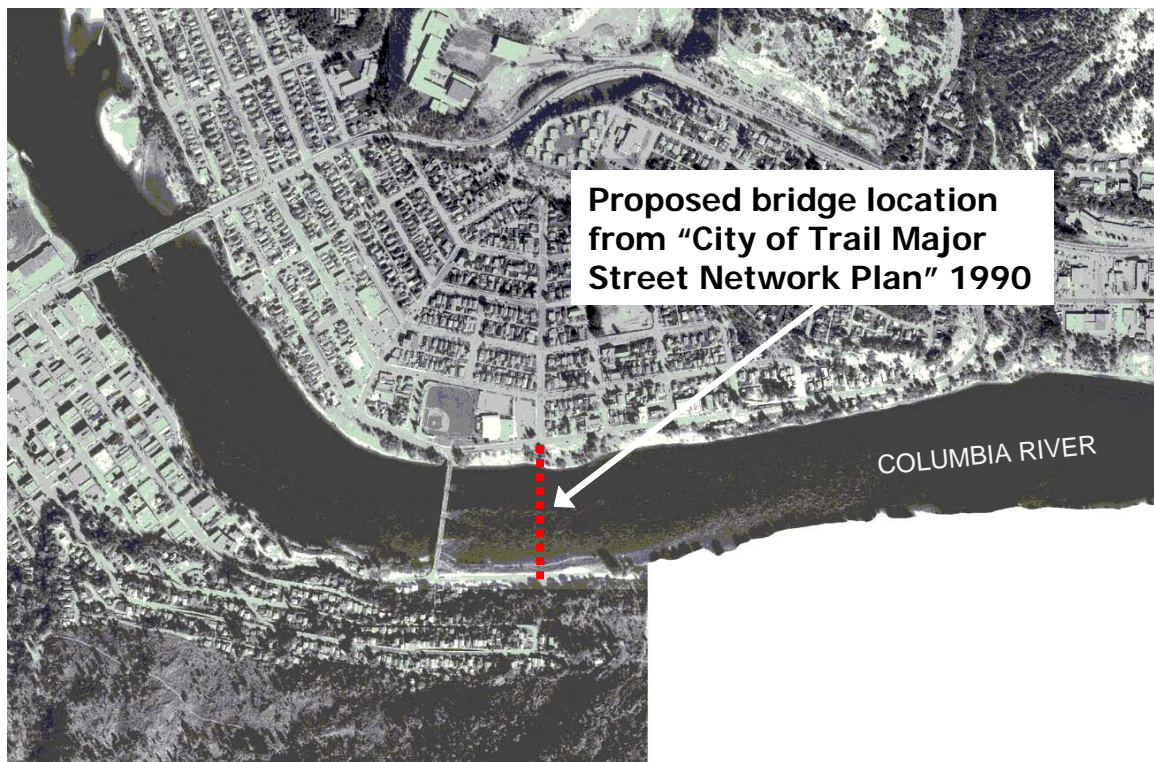 Proposed bridge location
from “City of Trail Major
Street Network Plan” 1990
COLUMBIA RIVER